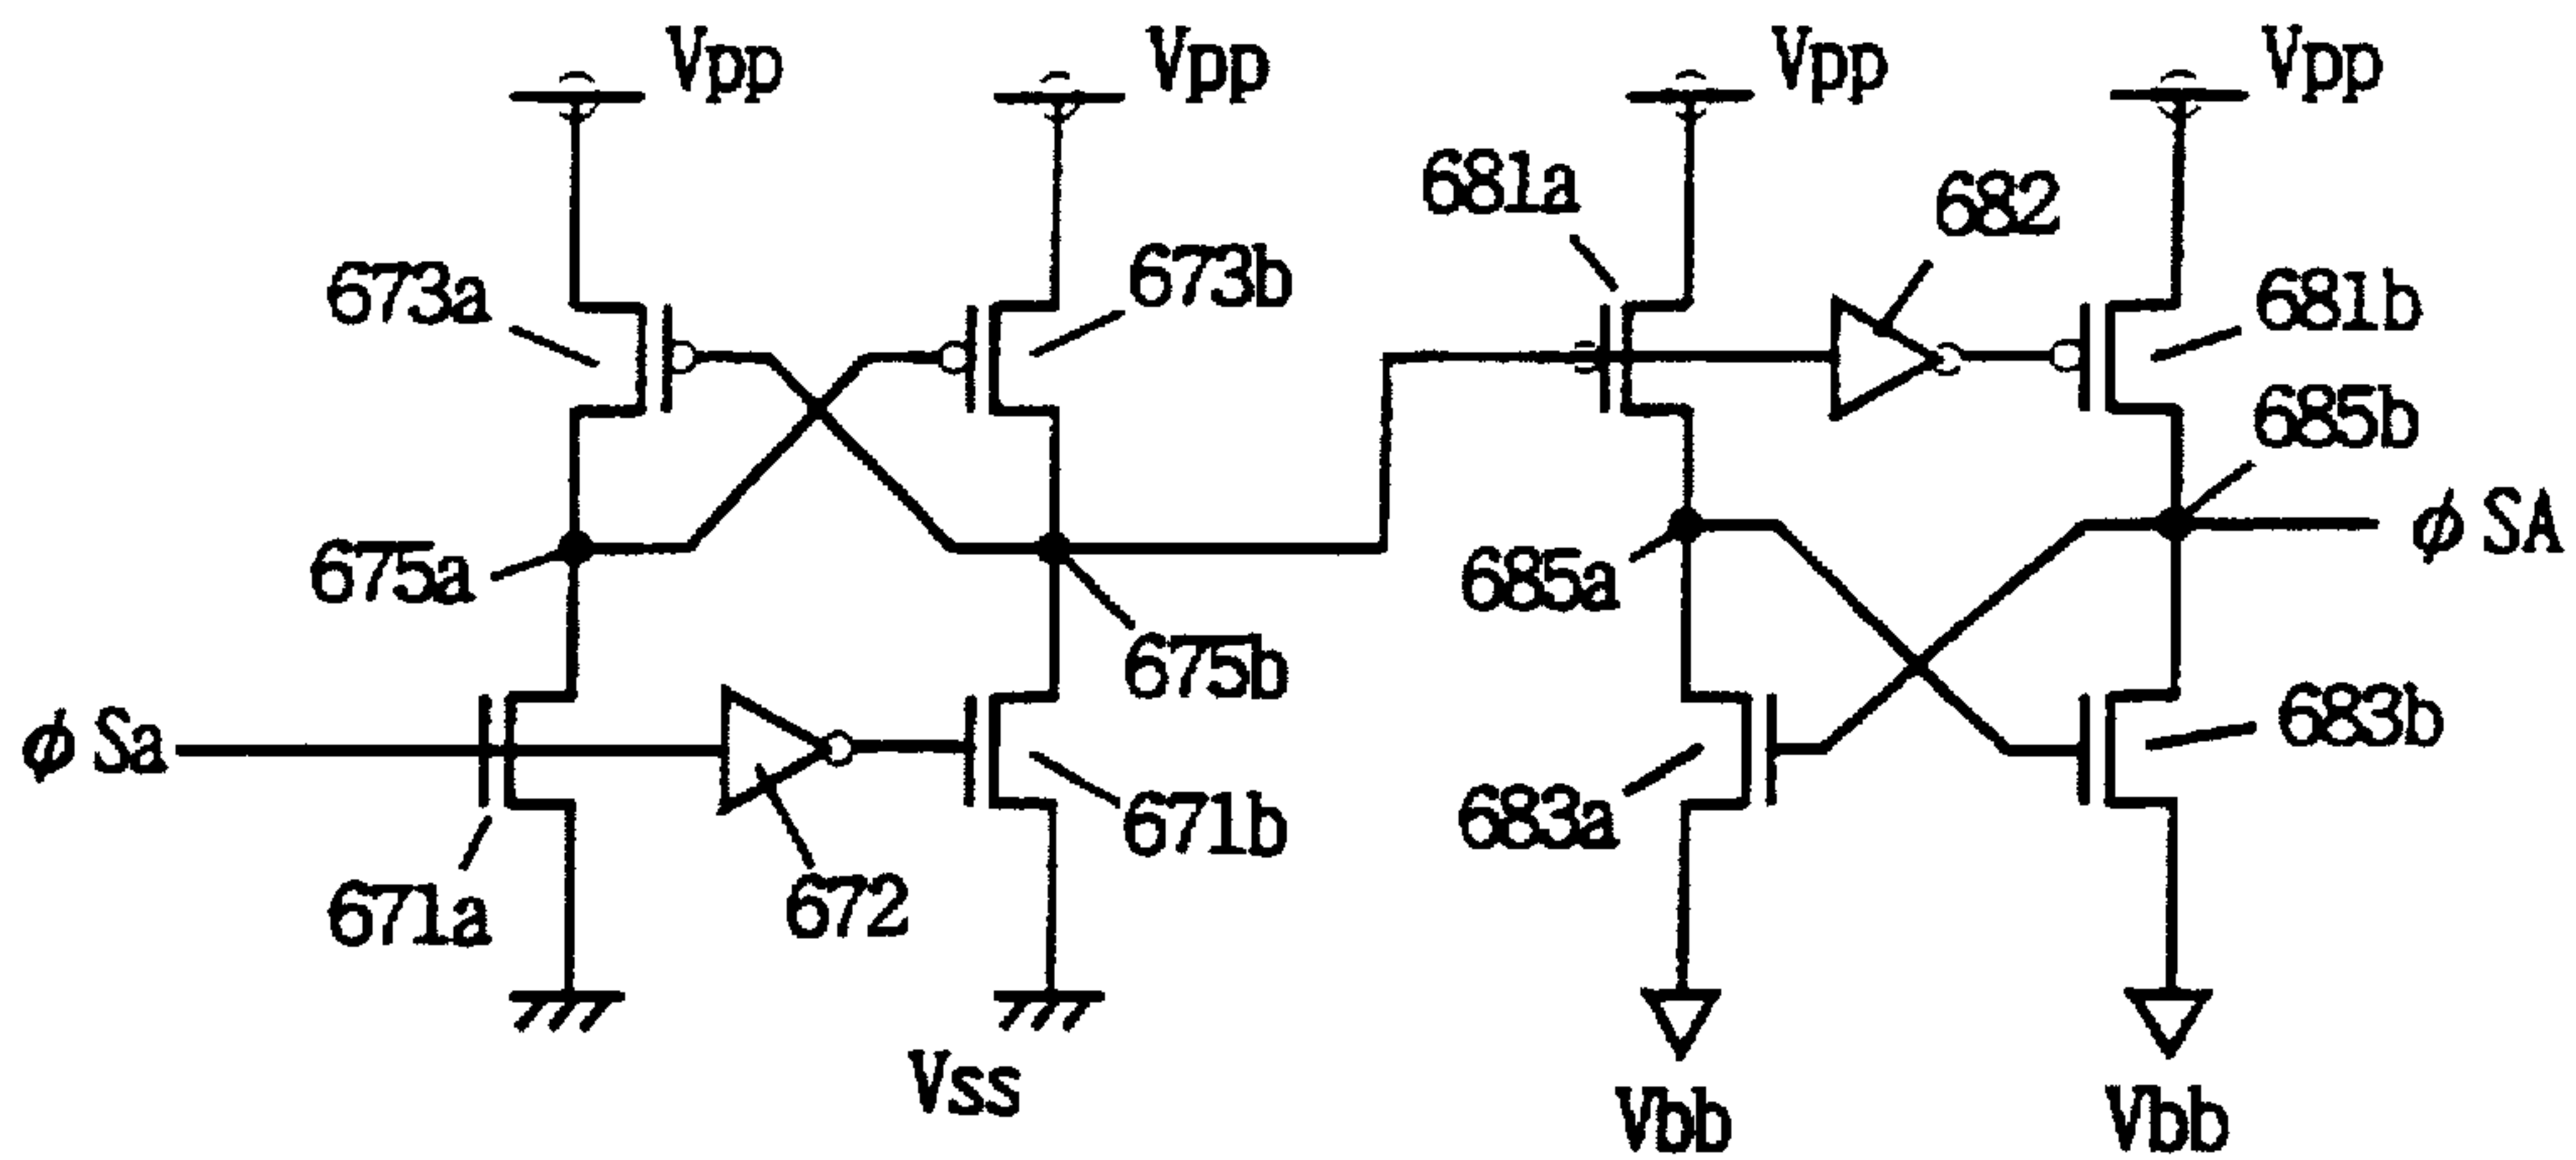 Vpp
Vpp
Vpp
Vpp
681a
682
673a
673b
681b
685b
φ SA
675a
685a
675b
φ Sa
683b
683a
671b
671a
672
Vss
Vbb
Vbb